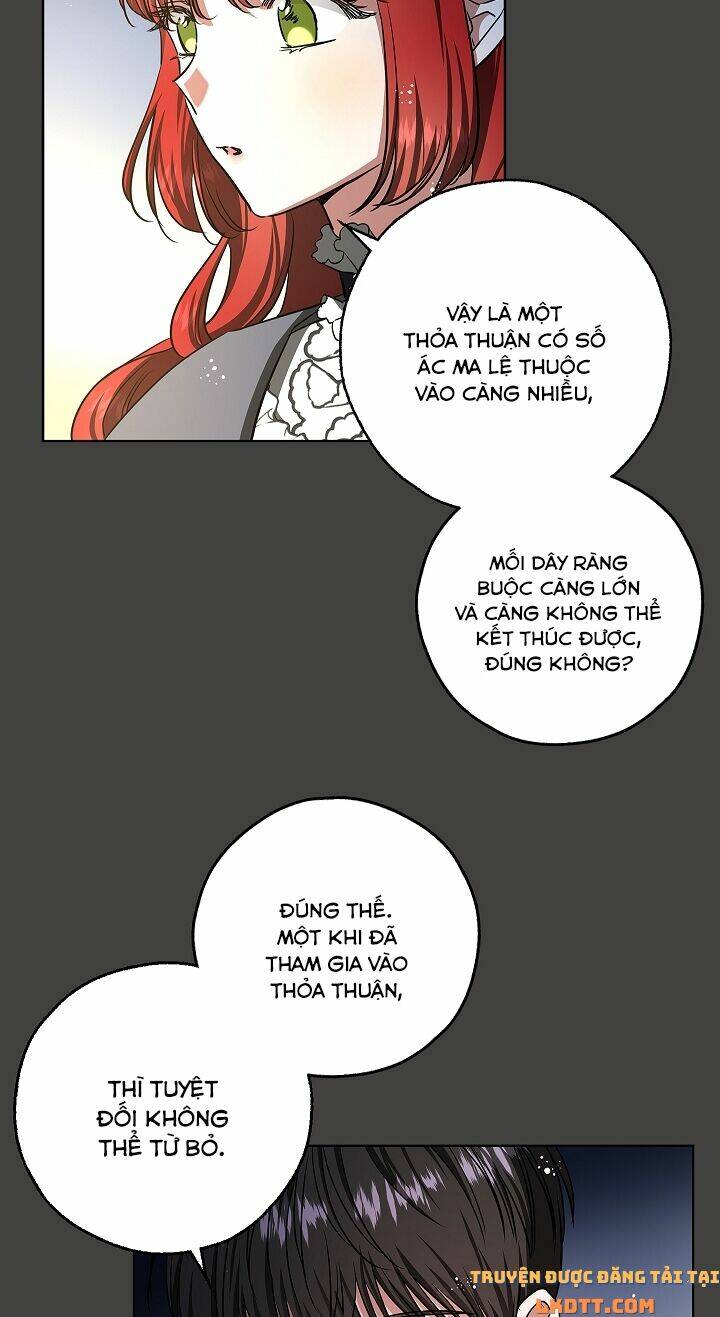 VẬY LÀ MỘT
THỎA THUẬN CÓ SỐ
ÁC MA LỆ THUỘC
VÀO CÀNG NHIỀU,
MỐI DÂY RÀNG
BUỘC CÀNG LỚN
VÀ CÀNG KHÔNG THỂ
KẾT THÚC ĐƯỢC,
ĐÚNG KHÔNG?
ĐÚNG THẾ.
MỘT KHI ĐÃ
THAM GIA VÀO
THỎA THUẬN,
THÌ TUYỆT
ĐỐI KHÔNG
THỂ TỪ BỎ.
TRUYỆN ĐƯỢC ĐĂNG TẢI TẠI
LKDTT.COM